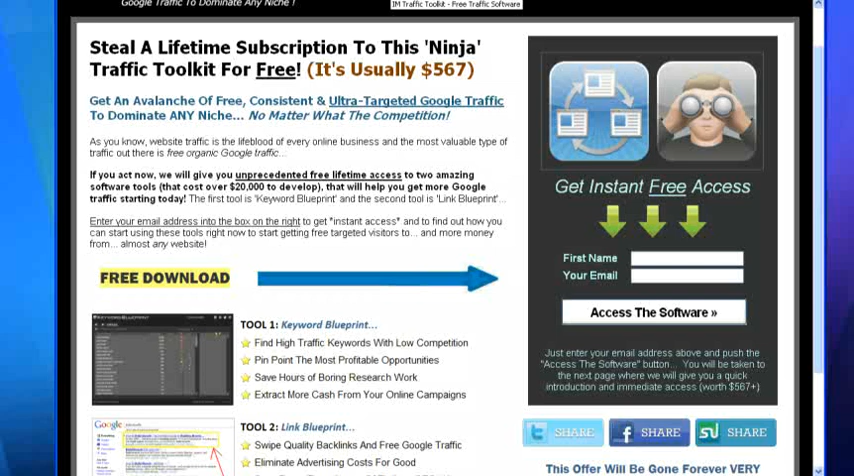 Google Traffic To Dominate Any Niche !
IM Traffic Toolkit - Free Traffic Software
Steal A Lifetime Subscription To This 'Ninja'
Traffic Toolkit For Free! (It's Usually $567)
Get An Avalanche Of Free, Consistent & Ultra-Targeted Google Traffic
To Dominate ANY Niche... No Matter What The Competition!
As you know, website traffic is the lifeblood of every online business and the most valuable type of
traffic out there is free organic Google traffic...
If you act now, we will give you unprecedented free lifetime access to two amazing
software tools (that cost over $20,000 to develop), that will help you get more Google
traffic starting today! The first tool is 'Keyword Blueprint' and the second tool is 'Link Blueprint'...
Enter your email address into the box on the right to get *instant access* and to find out how you
can start using these tools right now to start getting free targeted visitors to... and more money
from... almost any website!
FREE DOWNLOAD
TOOL 1: Keyword Blueprint...
Find High Traffic Keywords With Low Competition
Pin Point The Most Profitable Opportunities
Save Hours of Boring Research Work
Extract More Cash From Your Online Campaigns
Google
TOOL 2: Link Blueprint...
Swipe Quality Backlinks And Free Google Traffic
Eliminate Advertising Costs For Good
Get Instant Free Access
First Name
Your Email
Access The Software »
Just enter your email address above and push the
"Access The Software" button... You will be taken to
the next page where we will give you a quick
introduction and immediate access (worth $567+)
SHARE
SHARE
SHARE
This Offer Will Be Gone Forever VERY